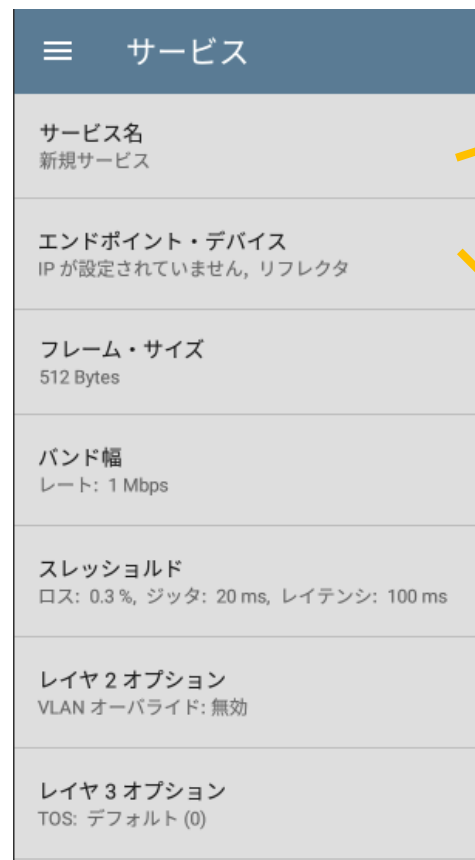 サービス
サービス名
新規サービス
エンドポイント・デバイス
IP が設定されていません, リフレクタ
フレーム・サイズ
512 Bytes
バンド幅
レート: 1 Mbps
スレッショルド
ロス: 0.3 %, ジッタ: 20 ms, レイテンシ: 100 ms
レイヤ 2 オプション
VLAN オーバライド: 無効
レイヤ 3 オプション
TOS: デフォルト (0)